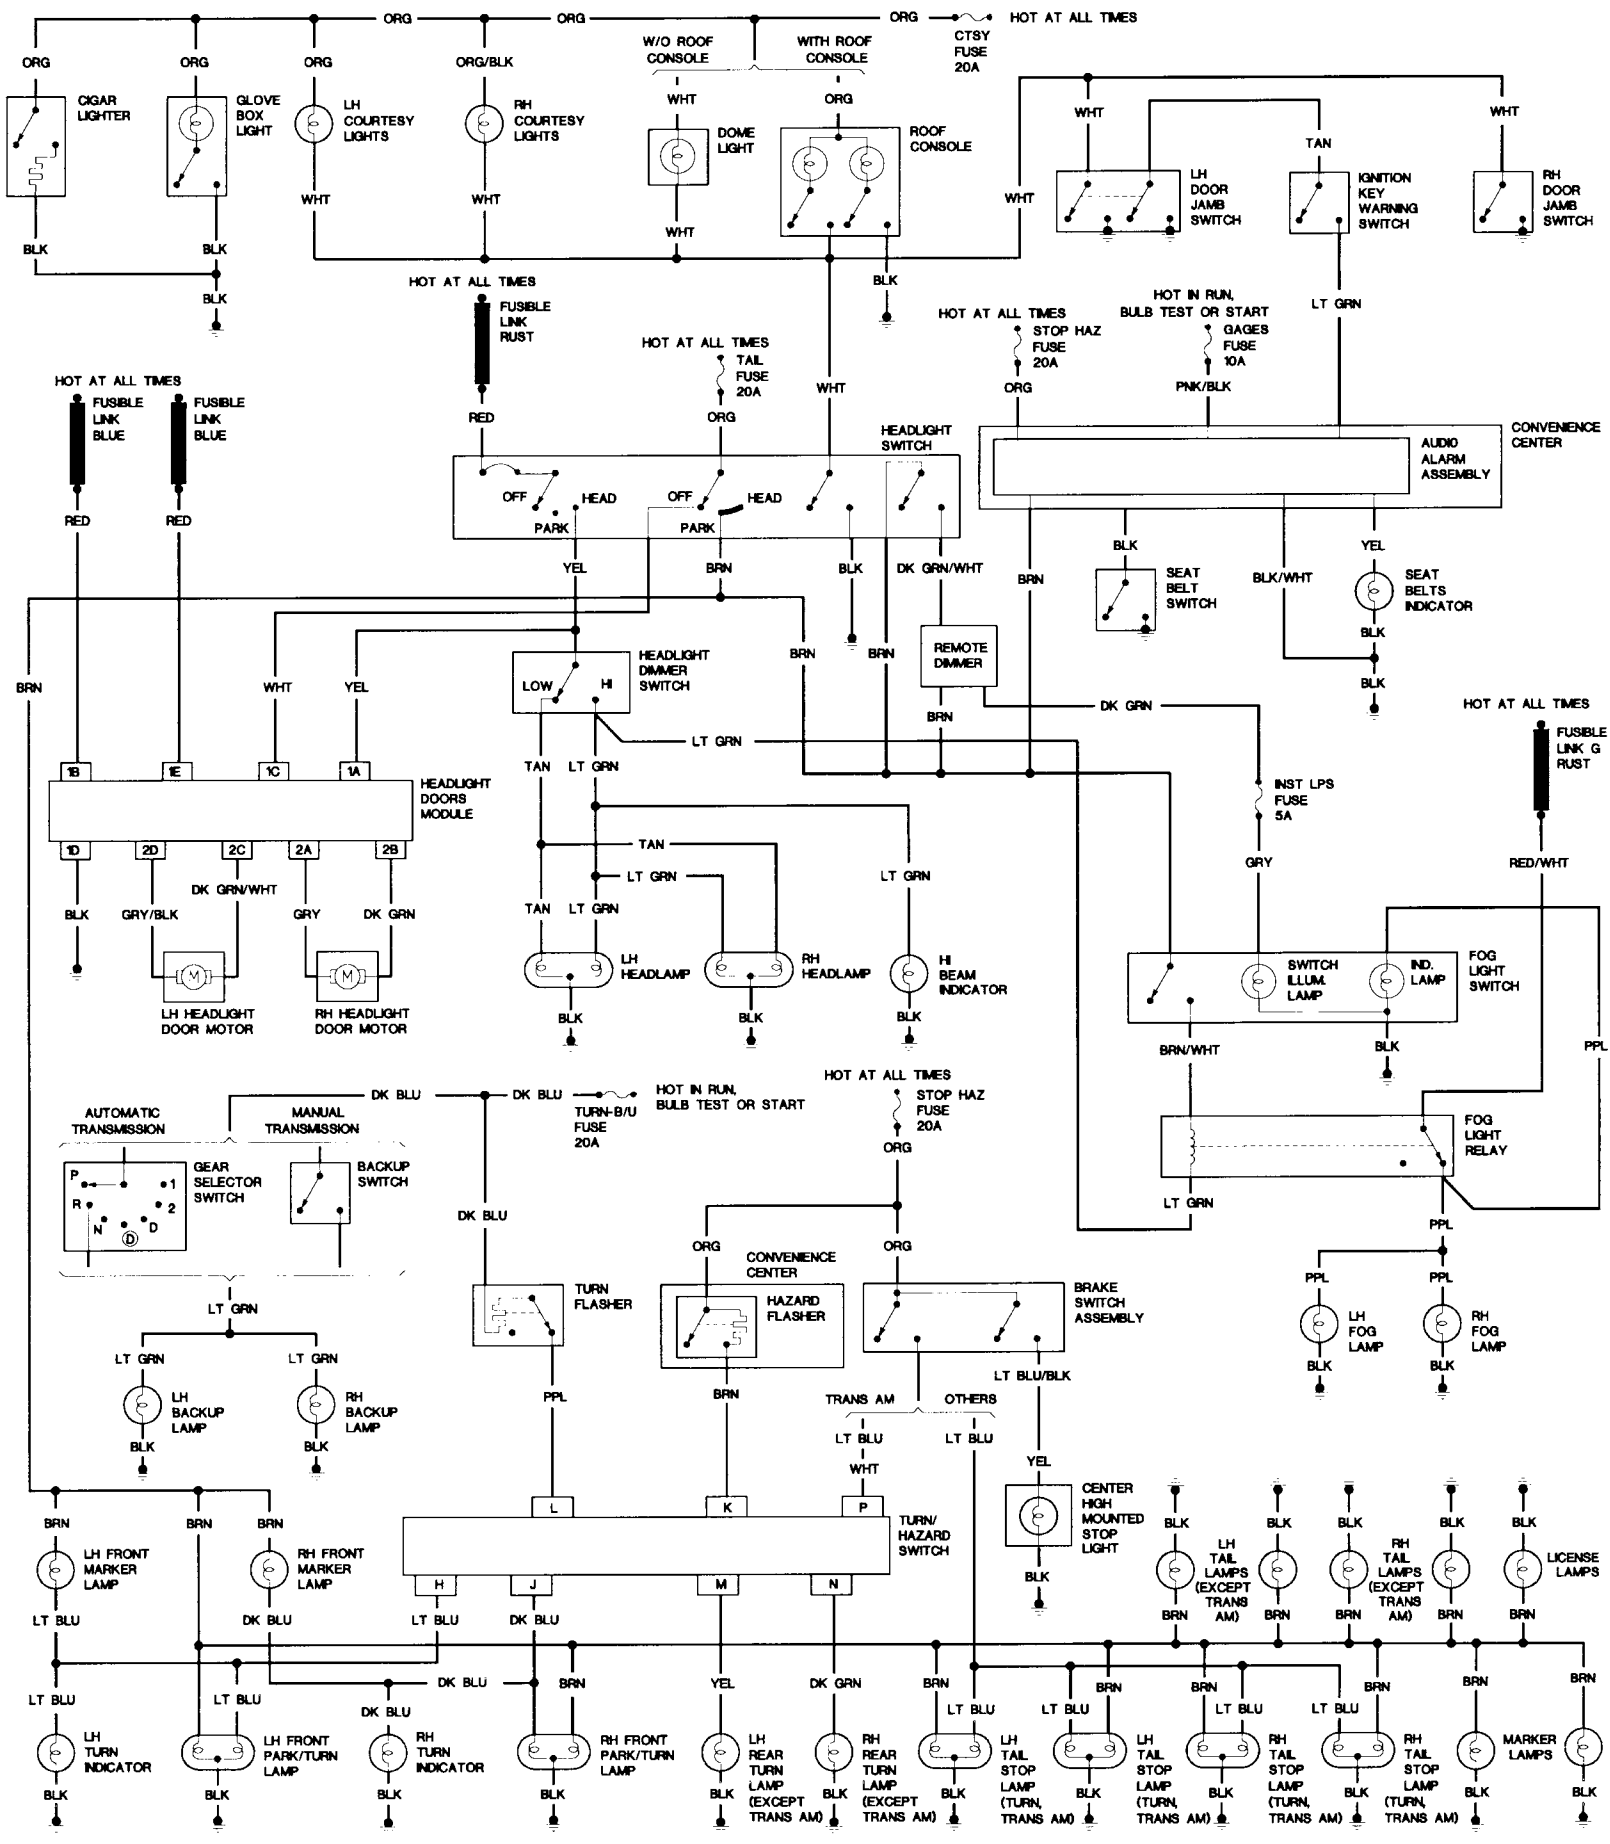 ORG
ORG
ORG
HOT AT ALL TIMES
CTSY
FUSE
20A
ORG
ORG
ORG
ORG/BLK
W/O ROOF
CONSOLE
WITH ROOF
CONSOLE
WHT
ORG
WHT
WHT
CIGAR
LIGHTER
GLOVE
BOX
LIGHT
LH
COURTESY
LIGHTS
RH
COURTESY
LIGHTS
DOME
LIGHT
ROOF
CONSOLE
TAN
LH
DOOR
JAMB
SWITCH
IGNITION
KEY
WARNING
SWITCH
RH
DOOR
JAMB
SWITCH
WHT
WHT
WHT
WHT
BLK
BLK
BLK
BLK
HOT AT ALL TIMES
FUSIBLE
LINK
RUST
HOT AT ALL TIMES
TAIL
FUSE
20A
HOT AT ALL TIMES
STOP HAZ
FUSE
20A
HOT IN RUN,
BULB TEST OR START
GAGES
FUSE
10A
LT GRN
HOT AT ALL TIMES
FUSIBLE
LINK
BLUE
FUSIBLE
LINK
BLUE
RED
ORG
WHT
ORG
PNK/BLK
HEADLIGHT
SWITCH
CONVENIENCE
CENTER
AUDIO
ALARM
ASSEMBLY
OFF
HEAD
PARK
OFF
HEAD
PARK
RED
RED
YEL
BRN
BLK
DK GRN/WHT
BRN
BLK
SEAT
BELT
SWITCH
BLK/WHT
YEL
SEAT
BELTS
INDICATOR
BLK
BLK
BRN
WHT
YEL
HEADLIGHT
DIMMER
SWITCH
LOW
HI
BRN
BRN
REMOTE
DIMMER
BRN
DK GRN
HOT AT ALL TIMES
FUSIBLE
LINK G
RUST
LT GRN
TAN
LT GRN
1B
1E
1C
1A
HEADLIGHT
DOORS
MODULE
INST LPS
FUSE
5A
1D
2D
2C
2A
2B
TAN
LT GRN
LT GRN
GRY
RED/WHT
DK GRN/WHT
BLK
GRY/BLK
GRY
DK GRN
TAN
LT GRN
PPL
M
M
LH HEADLIGHT
DOOR MOTOR
RH HEADLIGHT
DOOR MOTOR
LH
HEADLAMP
RH
HEADLAMP
HI
BEAM
INDICATOR
SWITCH
ILLUM.
LAMP
IND.
LAMP
FOG
LIGHT
SWITCH
BLK
BLK
BLK
BRN/WHT
BLK
PPL
AUTOMATIC
TRANSMISSION
MANUAL
TRANSMISSION
DK BLU
DK BLU
TURN-B/U
FUSE
20A
HOT IN RUN,
BULB TEST OR START
HOT AT ALL TIMES
STOP HAZ
FUSE
20A
ORG
FOG
LIGHT
RELAY
GEAR
SELECTOR
SWITCH
BACKUP
SWITCH
P
R
N
D
D
2
1
DK BLU
LT GRN
PPL
ORG
ORG
CONVENIENCE
CENTER
LT GRN
TURN
FLASHER
HAZARD
FLASHER
BRAKE
SWITCH
ASSEMBLY
PPL
PPL
LH
FOG
LAMP
RH
FOG
LAMP
LT GRN
LT GRN
BLK
BLK
LH
BACKUP
LAMP
RH
BACKUP
LAMP
PPL
BRN
TRANS AM
OTHERS
LT BLU/BLK
LT BLU
LT BLU
WHT
YEL
BLK
BLK
L
K
P
TURN/
HAZARD
SWITCH
CENTER
HIGH
MOUNTED
STOP
LIGHT
BLK
BRN
BRN
BRN
LH FRONT
MARKER
LAMP
RH FRONT
MARKER
LAMP
H
J
M
N
BLK
BLK
BLK
BLK
BLK
LH
TAIL
LAMPS
(EXCEPT
TRANS
AM)
RH
TAIL
LAMPS
(EXCEPT
TRANS
AM)
LICENSE
LAMPS
BRN
BRN
BRN
BRN
BRN
LT BLU
DK BLU
LT BLU
DK BLU
LT BLU
LT BLU
DK BLU
DK BLU
BRN
YEL
DK GRN
BRN
LT BLU
LT BLU
BRN
BRN
LT BLU
LT BLU
BRN
BRN
BRN
LH
TURN
INDICATOR
LH FRONT
PARK/TURN
LAMP
RH
TURN
INDICATOR
RH FRONT
PARK/TURN
LAMP
LH
REAR
TURN
LAMP
(EXCEPT
TRANS AM)
RH
REAR
TURN
LAMP
(EXCEPT
TRANS AM)
LH
TAIL
STOP
LAMP
(TURN,
TRANS AM)
LH
TAIL
STOP
LAMP
(TURN,
TRANS AM)
RH
TAIL
STOP
LAMP
(TURN,
TRANS AM)
RH
TAIL
STOP
LAMP
(TURN,
TRANS AM)
MARKER
LAMPS
BLK
BLK
BLK
BLK
BLK
BLK
BLK
BLK
BLK
BLK
BLK
BLK